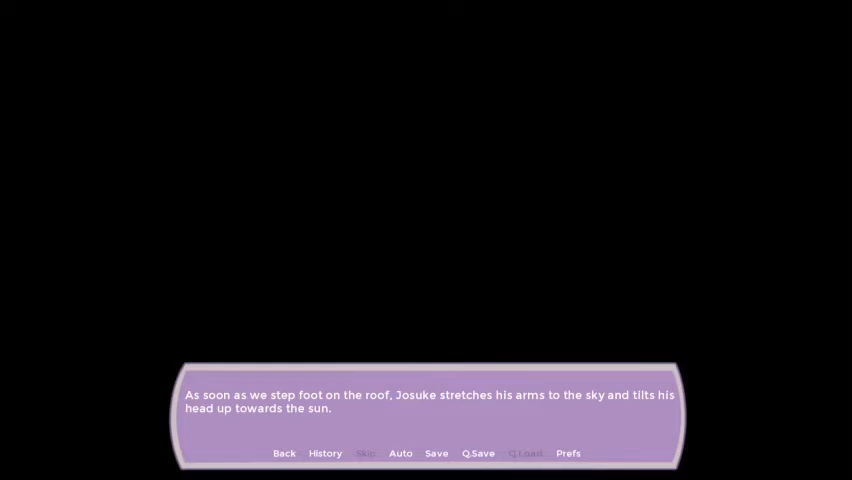 As soon as we step foot on the roof, Josuke stretches his arms to the sky and tilts his
head up towards the sun.
Back History Skip Auto Save Q.Save Q.Load Prefs